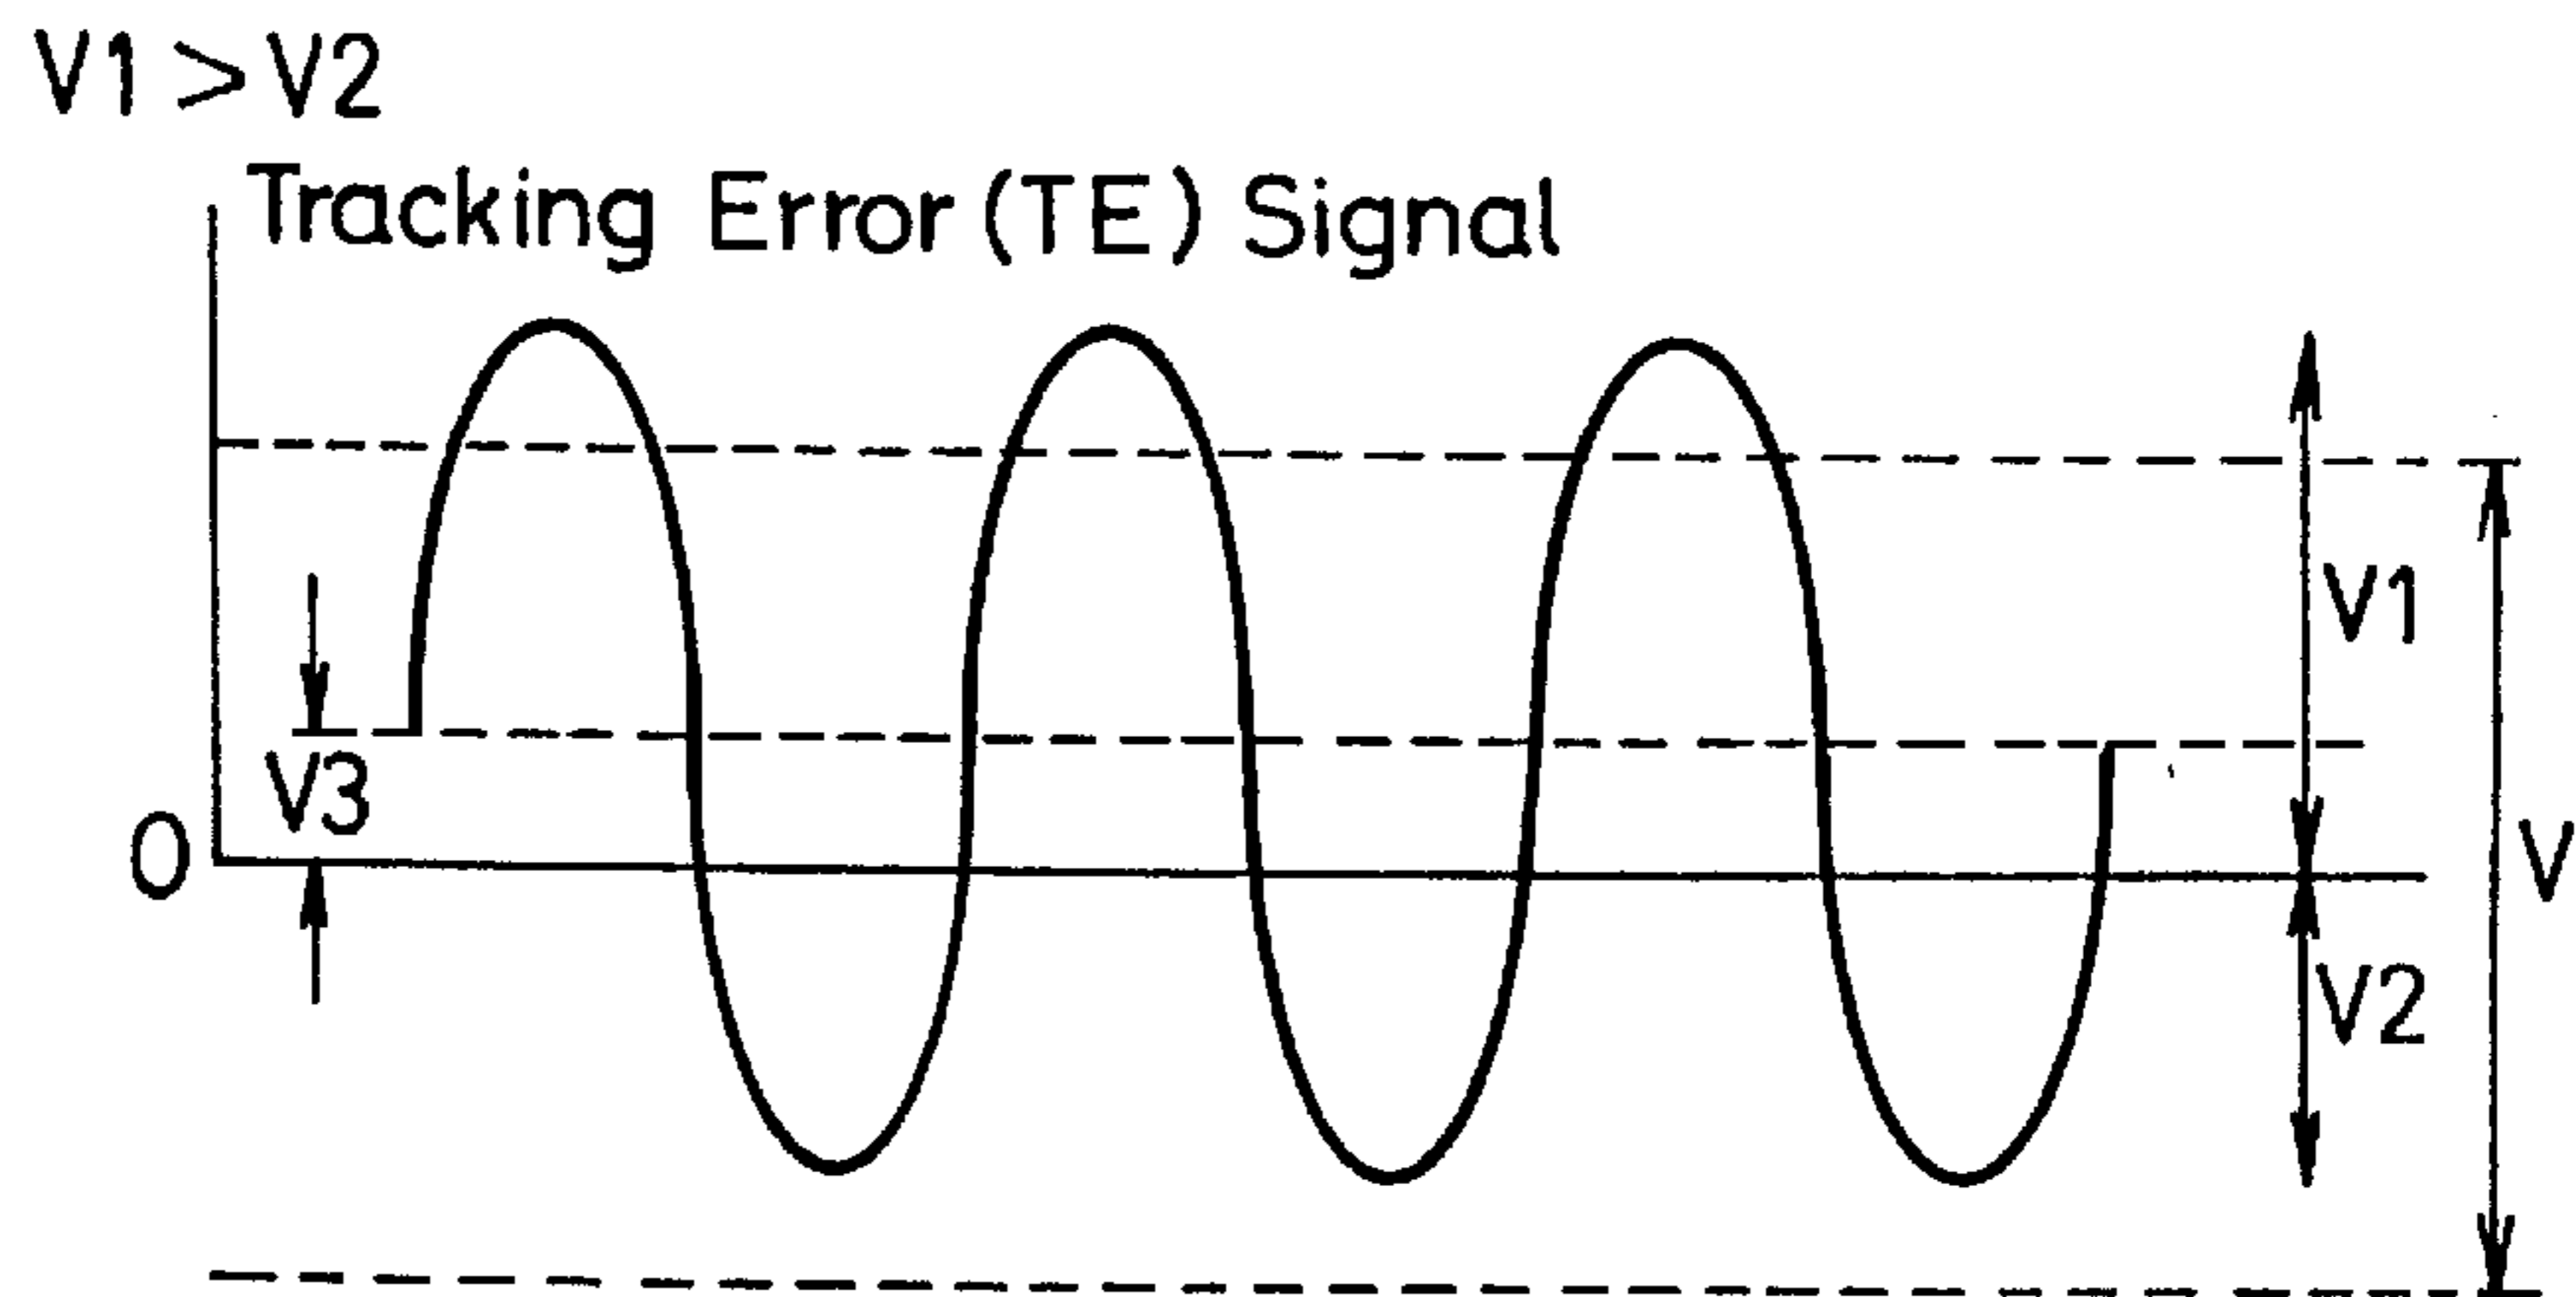 V1 > V2
Tracking Error (TE) Signal
V1
V3
0
V
V2